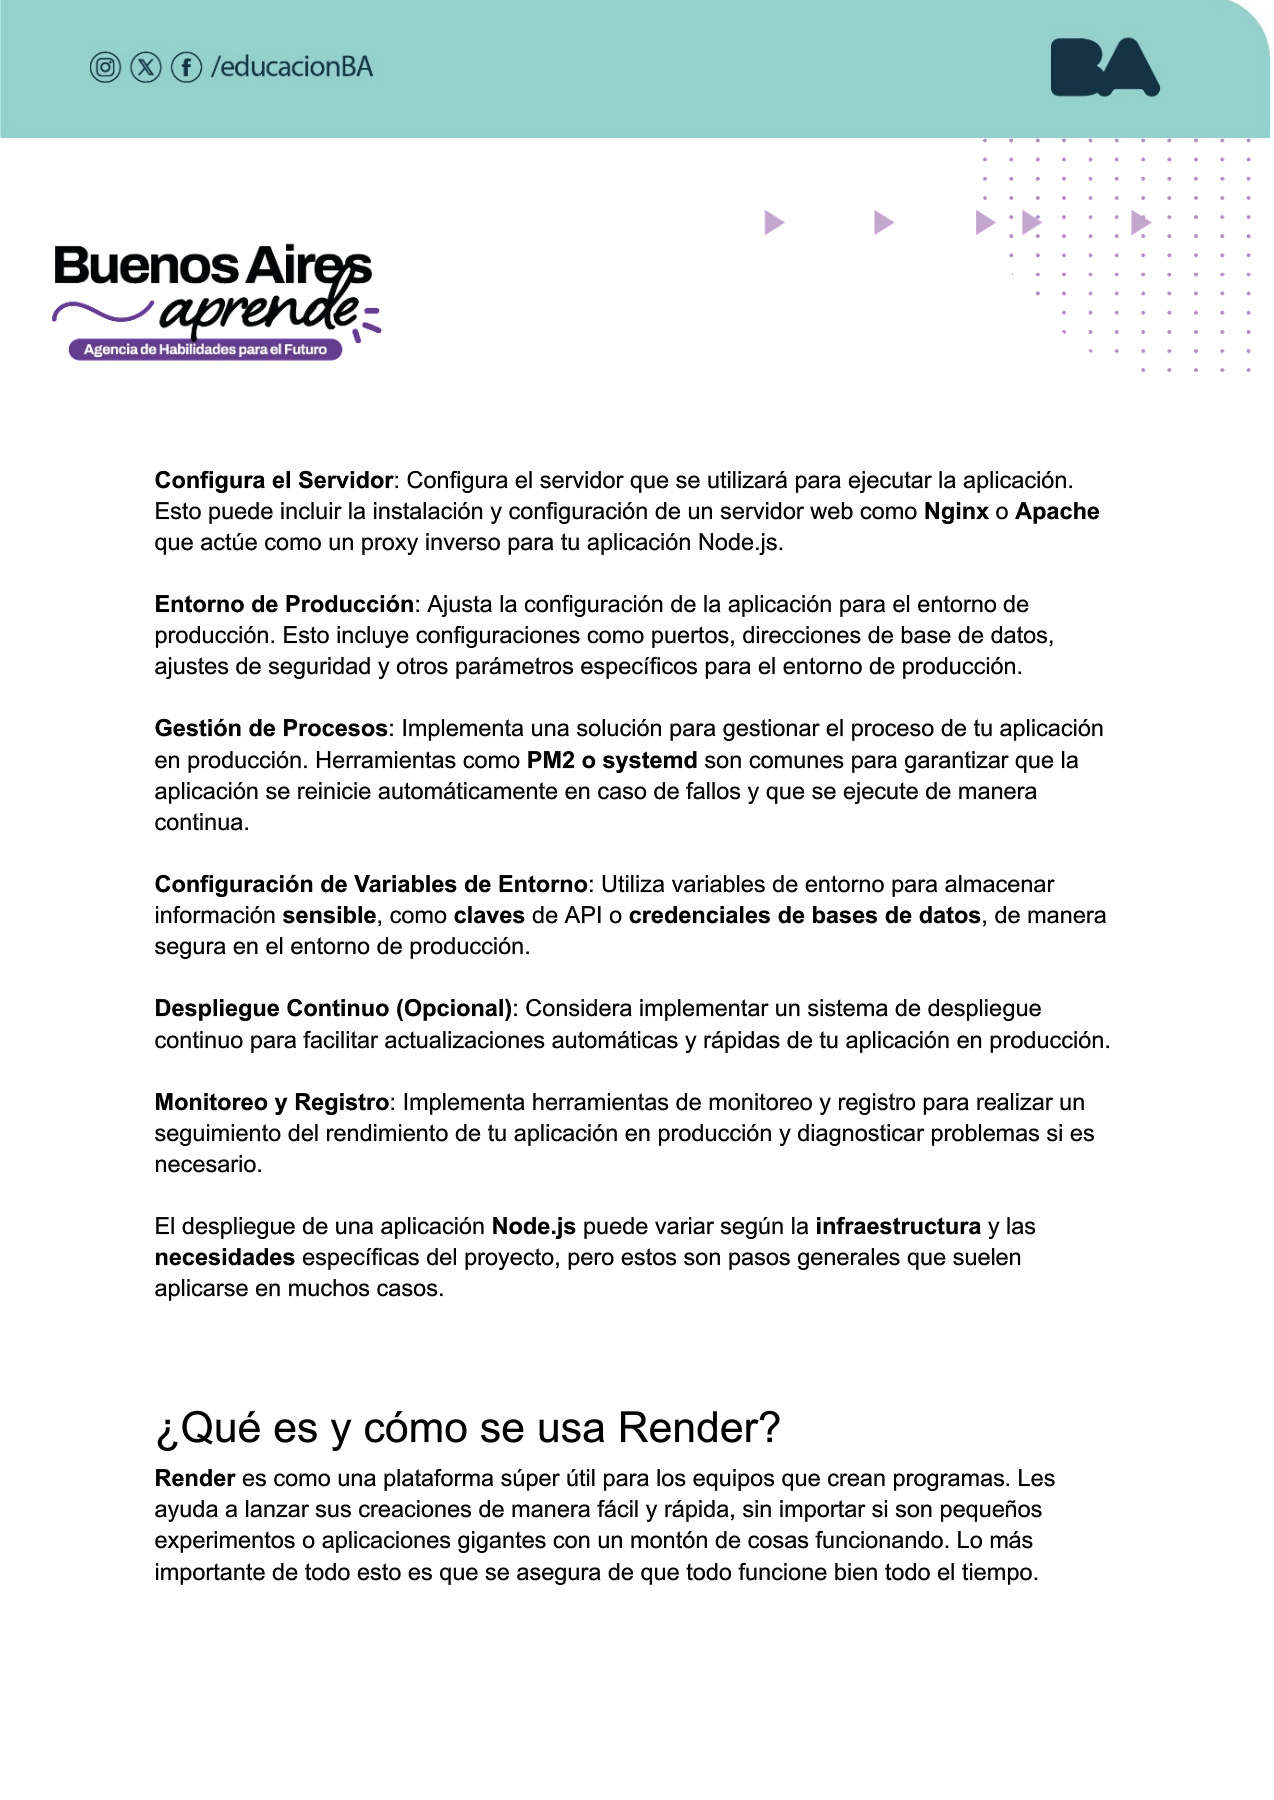 /educacionBA
BA
Buenos Aires
aprende
Agencia de Habilidades para el Futuro
Configura el Servidor: Configura el servidor que se utilizará para ejecutar la aplicación.
Esto puede incluir la instalación y configuración de un servidor web como Nginx o Apache
que actúe como un proxy inverso para tu aplicación Node.js.
Entorno de Producción: Ajusta la configuración de la aplicación para el entorno de
producción. Esto incluye configuraciones como puertos, direcciones de base de datos,
ajustes de seguridad y otros parámetros específicos para el entorno de producción.
Gestión de Procesos: Implementa una solución para gestionar el proceso de tu aplicación
en producción. Herramientas como PM2 o systemd son comunes para garantizar que la
aplicación se reinicie automáticamente en caso de fallos y que se ejecute de manera
continua.
Configuración de Variables de Entorno: Utiliza variables de entorno para almacenar
información sensible, como claves de API o credenciales de bases de datos, de manera
segura en el entorno de producción.
Despliegue Continuo (Opcional): Considera implementar un sistema de despliegue
continuo para facilitar actualizaciones automáticas y rápidas de tu aplicación en producción.
Monitoreo y Registro: Implementa herramientas de monitoreo y registro para realizar un
seguimiento del rendimiento de tu aplicación en producción y diagnosticar problemas si es
necesario.
El despliegue de una aplicación Node.js puede variar según la infraestructura y las
necesidades específicas del proyecto, pero estos son pasos generales que suelen
aplicarse en muchos casos.
¿Qué es y cómo se usa Render?
Render es como una plataforma súper útil para los equipos que crean programas. Les
ayuda a lanzar sus creaciones de manera fácil y rápida, sin importar si son pequeños
experimentos o aplicaciones gigantes con un montón de cosas funcionando. Lo más
importante de todo esto es que se asegura de que todo funcione bien todo el tiempo.